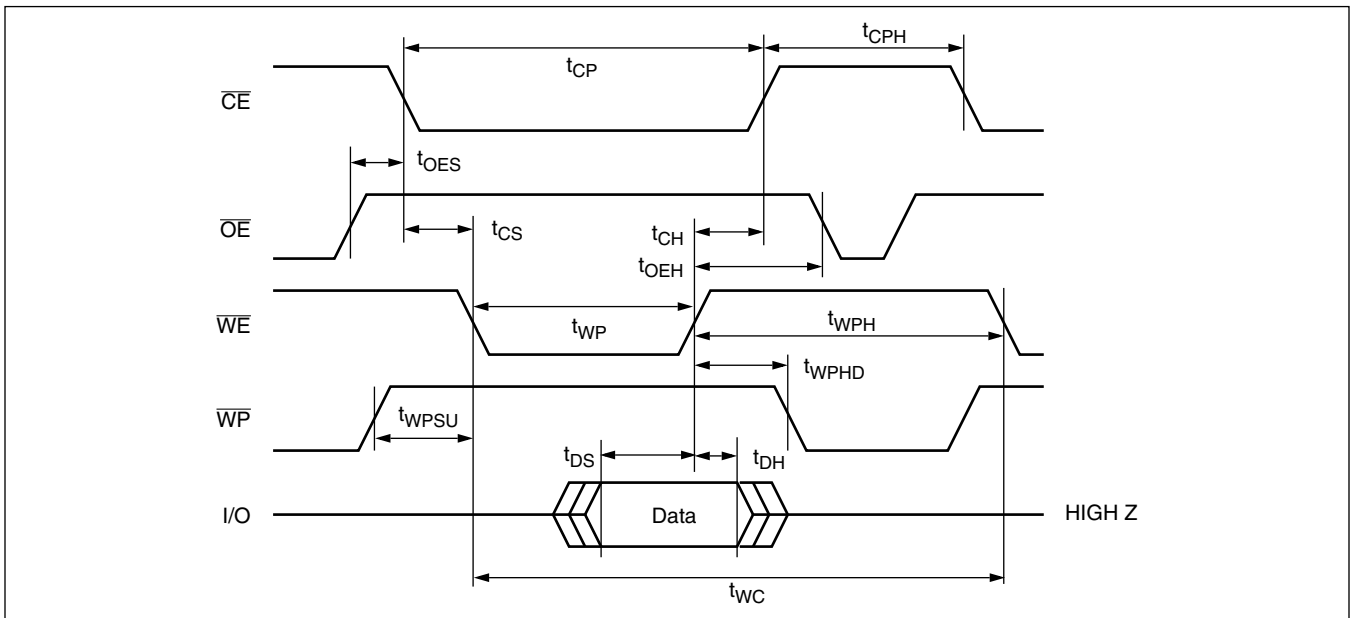 tCPH
tCP
CE
tOES
OE
tCS
tCH
tOEH
WE
tWP
tWPH
tWPHD
WP
tWPSU
tDS
tDH
I/O
Data
HIGH Z
tWC